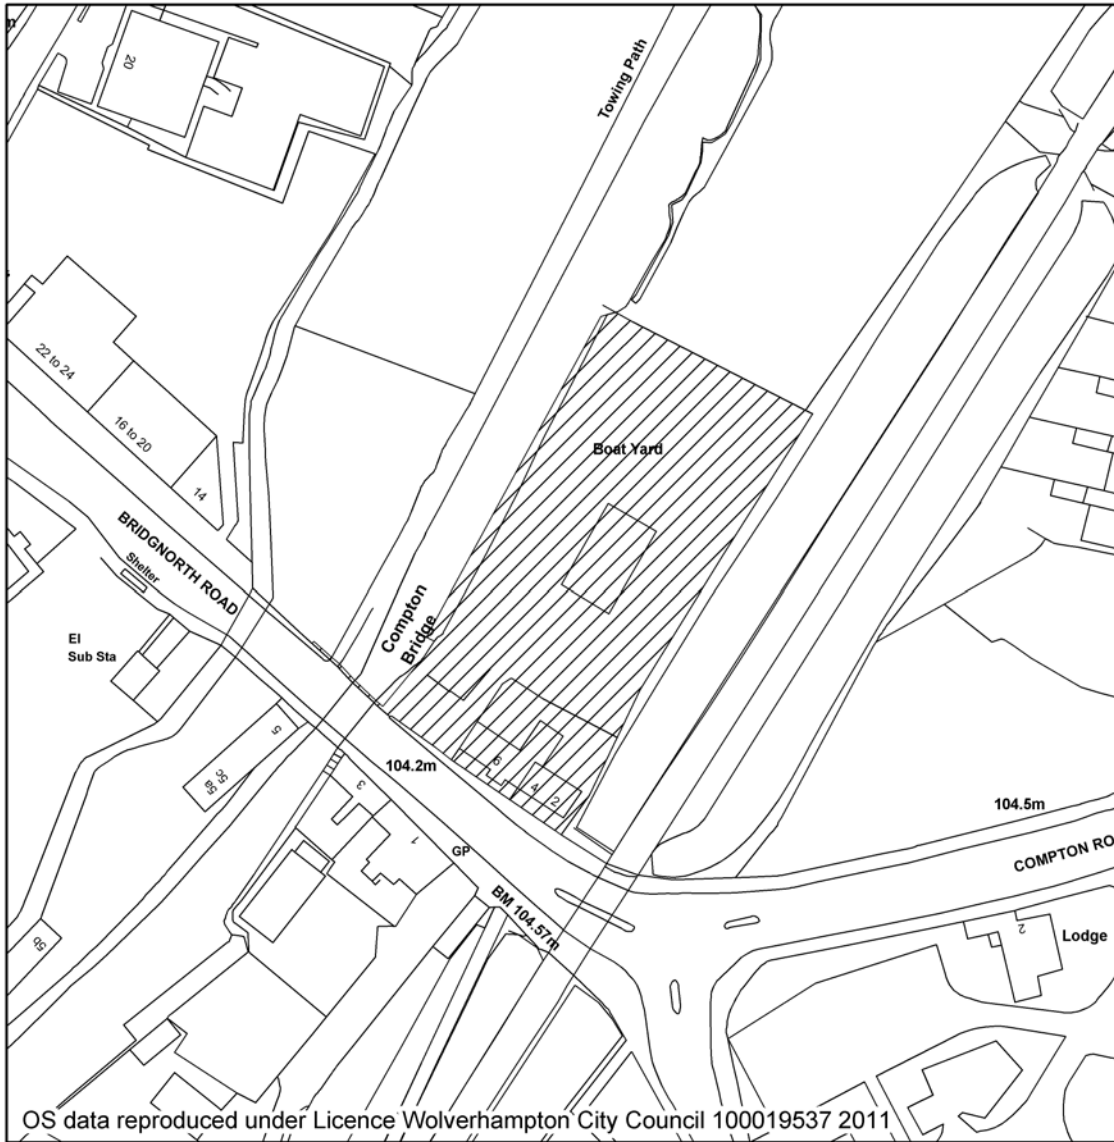 m
20
Towing Path
22 to 24
16 to 20
14
Boat Yard
BRIDGNORTH ROAD
Shelter
Compton
Bridge
El
Sub Sta
5
5c
5a
104.2m
6
4
2
3
1
GP
BM 104.57m
104.5m
COMPTON RO
2
Lodge
5b
OS data reproduced under Licence Wolverhampton City Council 100019537 2011